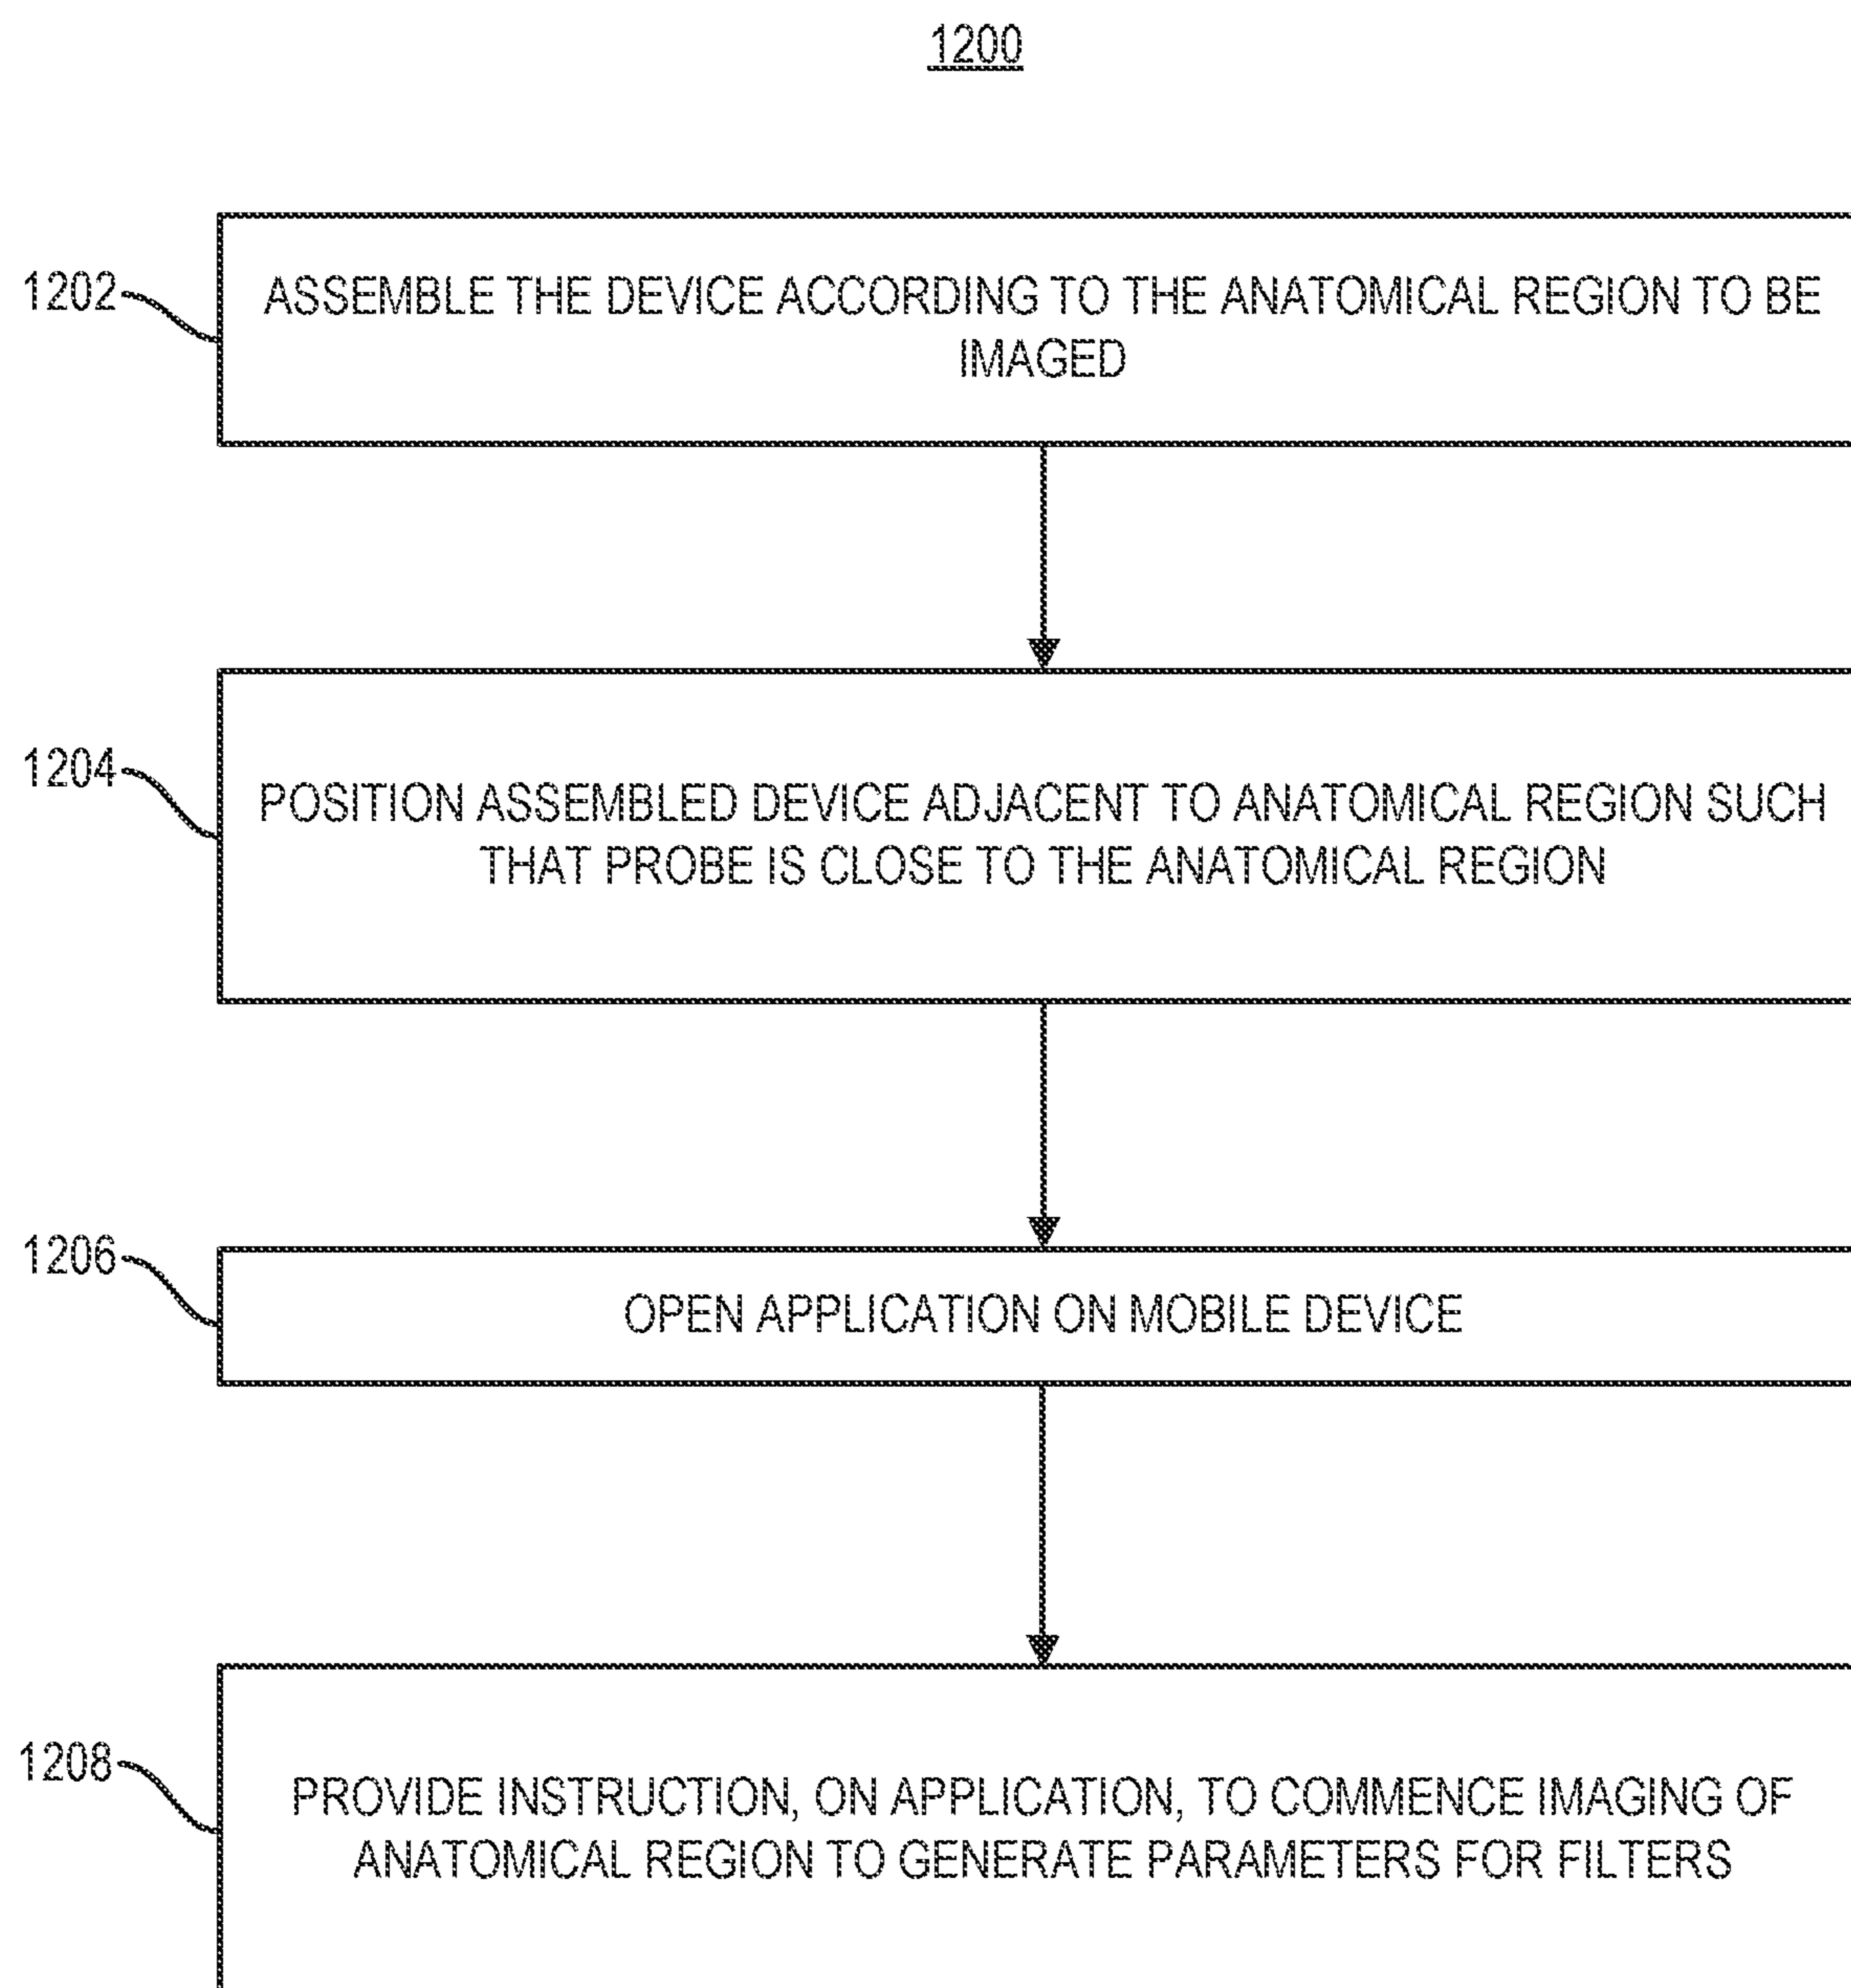 1200
1202
ASSEMBLE THE DEVICE ACCORDING TO THE ANATOMICAL REGION TO BE
IMAGED
1204
POSITION ASSEMBLED DEVICE ADJACENT TO ANATOMICAL REGION SUCH
THAT PROBE IS CLOSE TO THE ANATOMICAL REGION
1206
OPEN APPLICATION ON MOBILE DEVICE
1208
PROVIDE INSTRUCTION, ON APPLICATION, TO COMMENCE IMAGING OF
ANATOMICAL REGION TO GENERATE PARAMETERS FOR FILTERS